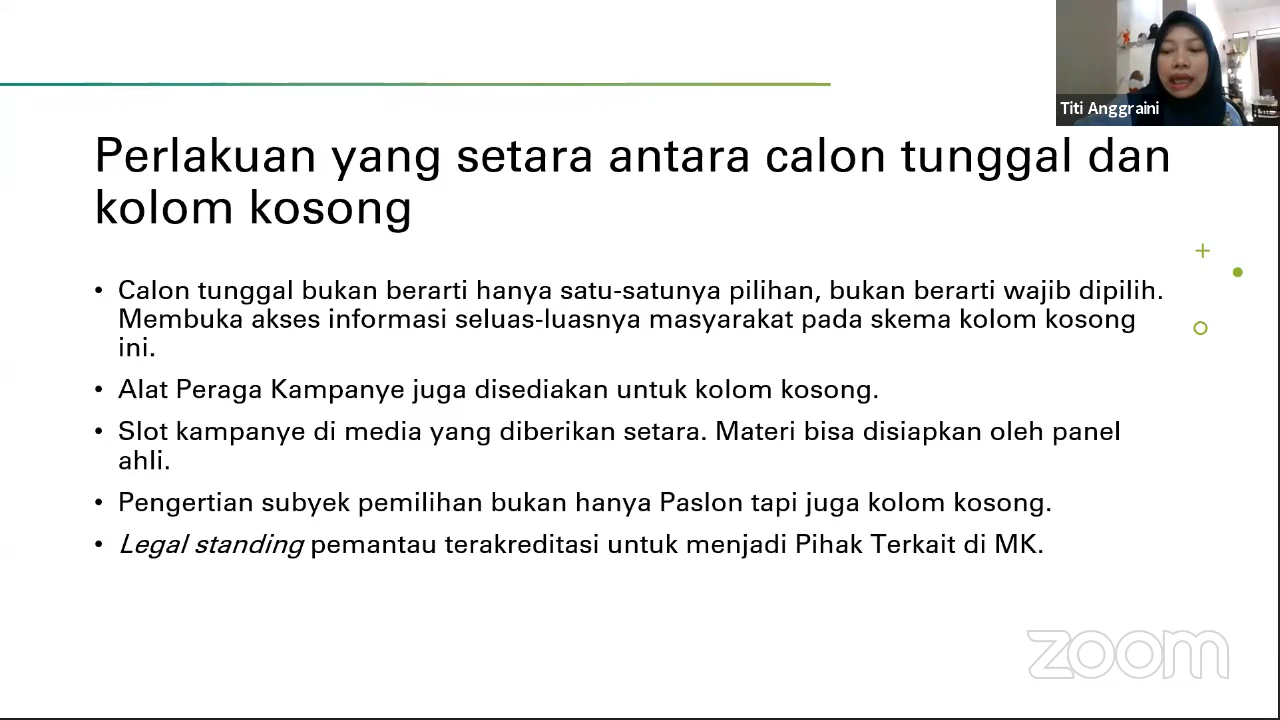 Titi Anggraini
Perlakuan yang setara antara calon tunggal dan
kolom kosong
• Calon tunggal bukan berarti hanya satu-satunya pilihan, bukan berarti wajib dipilih.
Membuka akses informasi seluas-luasnya masyarakat pada skema kolom kosong
ini.
• Alat Peraga Kampanye juga disediakan untuk kolom kosong.
• Slot kampanye di media yang diberikan setara. Materi bisa disiapkan oleh panel
ahli.
• Pengertian subyek pemilihan bukan hanya Paslon tapi juga kolom kosong.
• Legal standing pemantau terakreditasi untuk menjadi Pihak Terkait di MK.
zoom